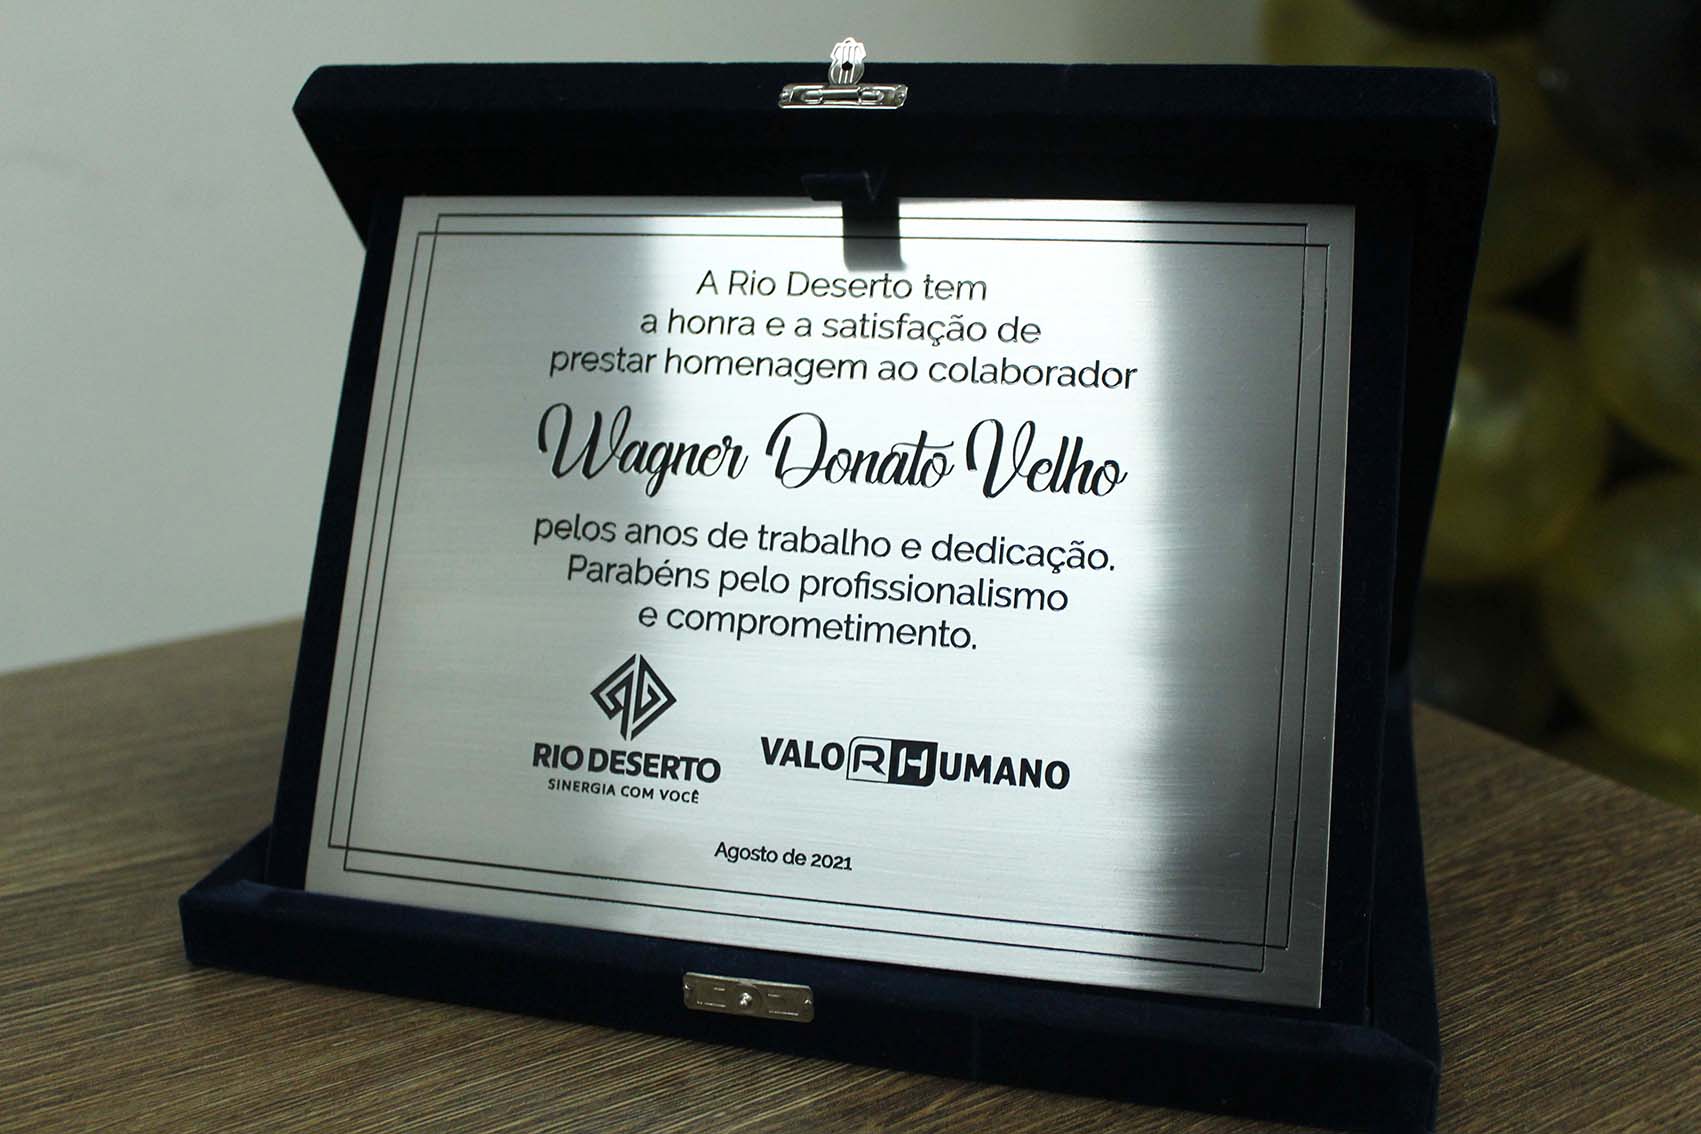 A Rio Deserto tem
a honra e a satisfação de
prestar homenagem ao colaborador
Wagner Donato Velho
pelos anos de trabalho e dedicação.
Parabéns pelo profissionalismo
e comprometimento.
RIO DESERTO
SINERGIA COM VOCÊ
VALORHUMANO
Agosto de 2021